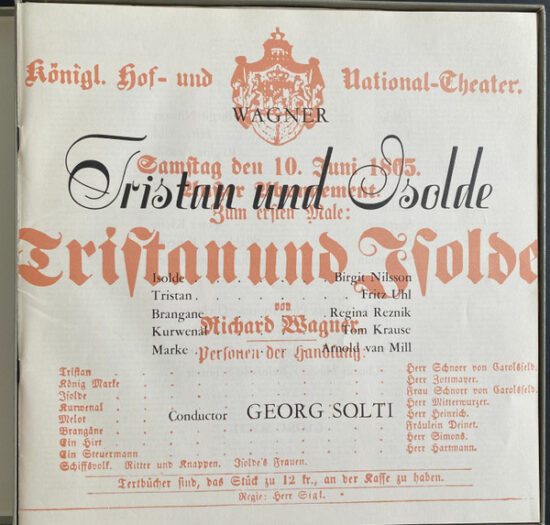 Königl. Hof- und National-Theater.
WAGNER
Samstag den 10. Juni 1865.
Tristan und Isolde
Außer Abonnement.
Zum ersten Male:
Tristan und Isolde
Isolde . . . . . . . . Birgit Nilsson
Tristan . . . . . . . . Fritz Uhl
von
Brangane . . . . . . . . Regina Reznik
Richard Wagner.
Kurwenal . . . . . . . . Tom Krause
Marke . . . . . . . . Arnold van Mill
Personen der Handlung:
Tristan . . . . . . . . Herr Schnorr von Carolsfeld.
König Marke . . . . . . . . Herr Zottmayer.
Isolde . . . . . . . . Frau Schnorr von Carolsfeld.
Kurwenal . . . . . . . . Herr Mitterwurzer.
Conductor GEORG SOLTI
Melot . . . . . . . . Herr Heinrich.
Brangäne . . . . . . . . Fräulein Deinet.
Ein Hirt . . . . . . . . Herr Simons.
Ein Steuermann . . . . . . . . Herr Hartmann.
Schiffsvolk. Ritter und Knappen. Isolde's Frauen.
Textbücher sind, das Stück zu 12 kr., an der Kasse zu haben.
Regie: Herr Sigl.